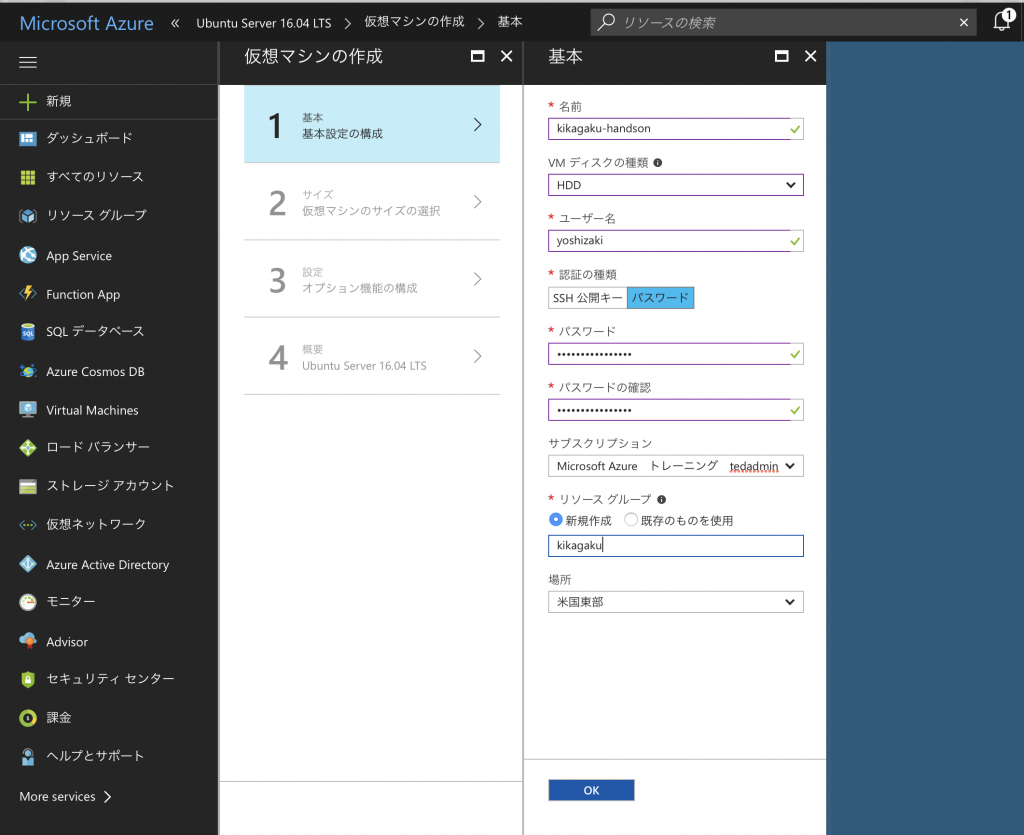 Microsoft Azure « Ubuntu Server 16.04 LTS > 仮想マシンの作成 > 基本
リソースの検索
1
新規
ダッシュボード
すべてのリソース
リソース グループ
App Service
Function App
SQL データベース
Azure Cosmos DB
Virtual Machines
ロード バランサー
ストレージ アカウント
仮想ネットワーク
Azure Active Directory
モニター
Advisor
セキュリティ センター
課金
ヘルプとサポート
More services >
仮想マシンの作成
1 基本
基本設定の構成
2 サイズ
仮想マシンのサイズの選択
3 設定
オプション機能の構成
4 概要
Ubuntu Server 16.04 LTS
基本
* 名前
kikagaku-handson
VM ディスクの種類
HDD
* ユーザー名
yoshizaki
* 認証の種類
SSH 公開キー パスワード
* パスワード
••••••••••••••••
* パスワードの確認
••••••••••••••••
サブスクリプション
Microsoft Azure トレーニング tedadmin
* リソース グループ
新規作成 既存のものを使用
kikagaku
場所
米国東部
OK